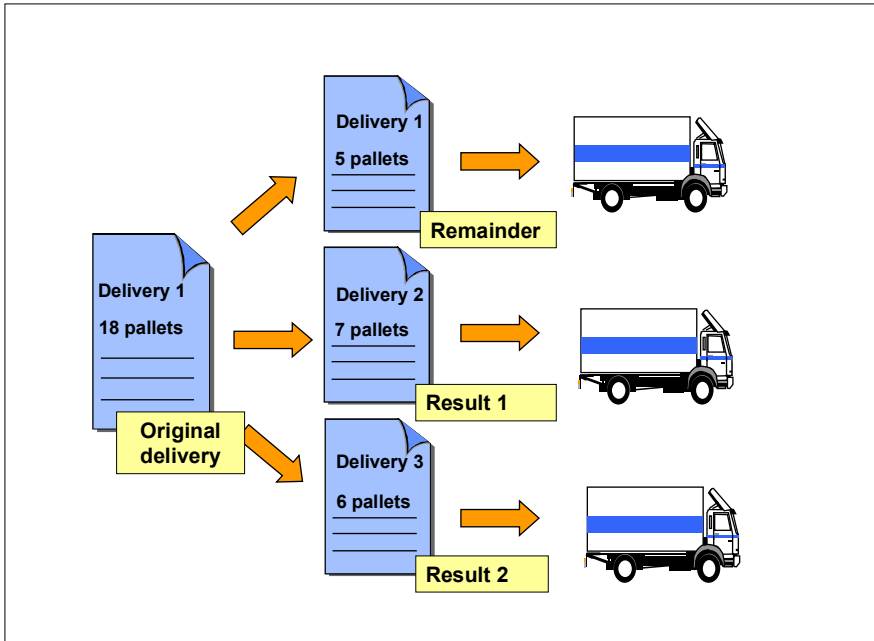 Delivery 1
18 pallets
Original
delivery
Delivery 1
5 pallets
Remainder
Delivery 2
7 pallets
Result 1
Delivery 3
6 pallets
Result 2